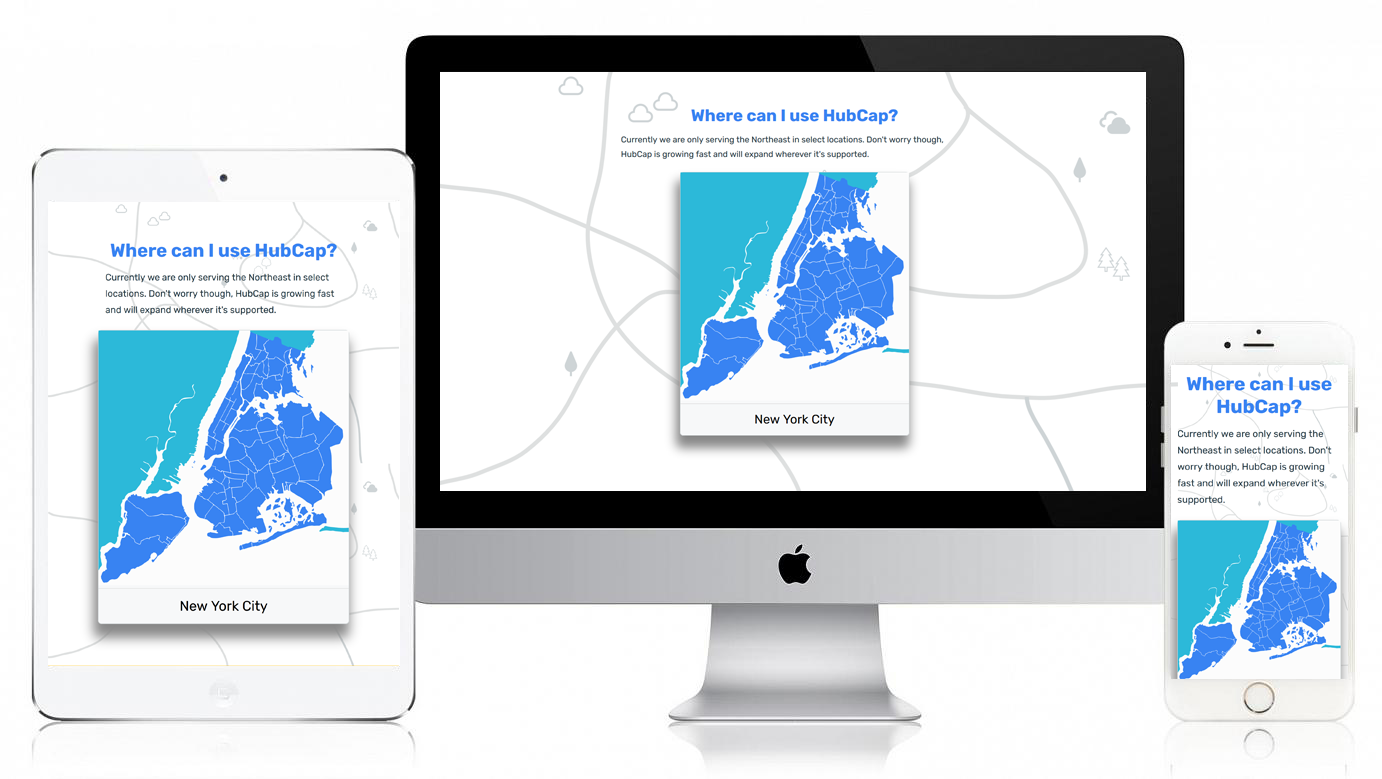 Where can I use HubCap?
Currently we are only serving the Northeast in select
locations. Don't worry though, HubCap is growing fast
and will expand wherever it's supported.
New York City
Where can I use HubCap?
Currently we are only serving the Northeast in select locations. Don't worry though,
HubCap is growing fast and will expand wherever it's supported.
New York City
Where can I use
HubCap?
Currently we are only serving the
Northeast in select locations. Don't
worry though, HubCap is growing
fast and will expand wherever it's
supported.